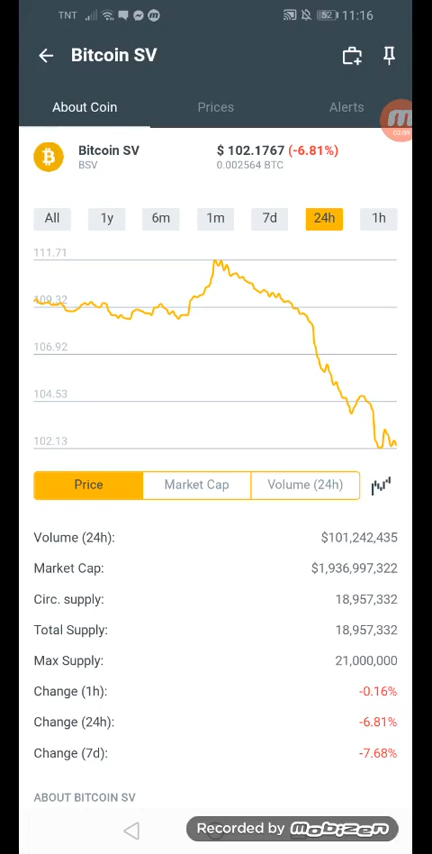 TNT 52 11:16
Bitcoin SV
About Coin Prices Alerts
Bitcoin SV $ 102.1767 (-6.81%)
BSV 0.002564 BTC
All 1y 6m 1m 7d 24h 1h
111.71
109.32
106.92
104.53
102.13
Price Market Cap Volume (24h)
Volume (24h): $101,242,435
Market Cap: $1,936,997,322
Circ. supply: 18,957,332
Total Supply: 18,957,332
Max Supply: 21,000,000
Change (1h): -0.16%
Change (24h): -6.81%
Change (7d): -7.68%
ABOUT BITCOIN SV
Recorded by mobizen